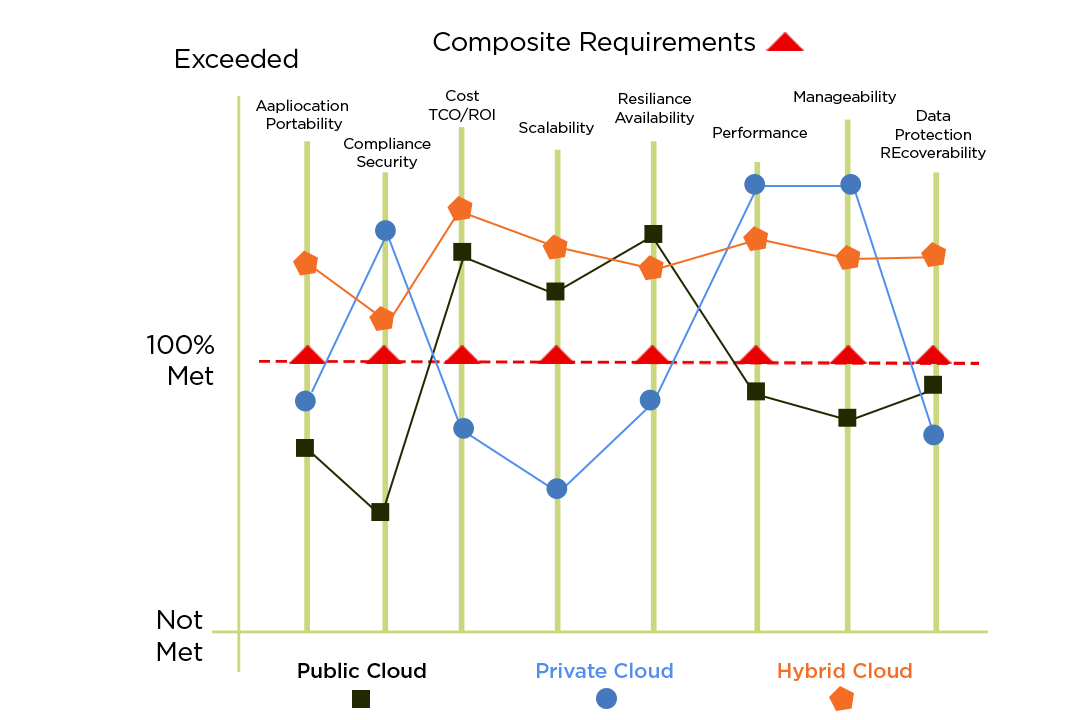 Composite Requirements
Exceeded
Aapliocation
Portability
Compliance
Security
Cost
TCO/ROI
Scalability
Resiliance
Availability
Performance
Manageability
Data
Protection
REcoverability
100%
Met
Not
Met
Public Cloud
Private Cloud
Hybrid Cloud